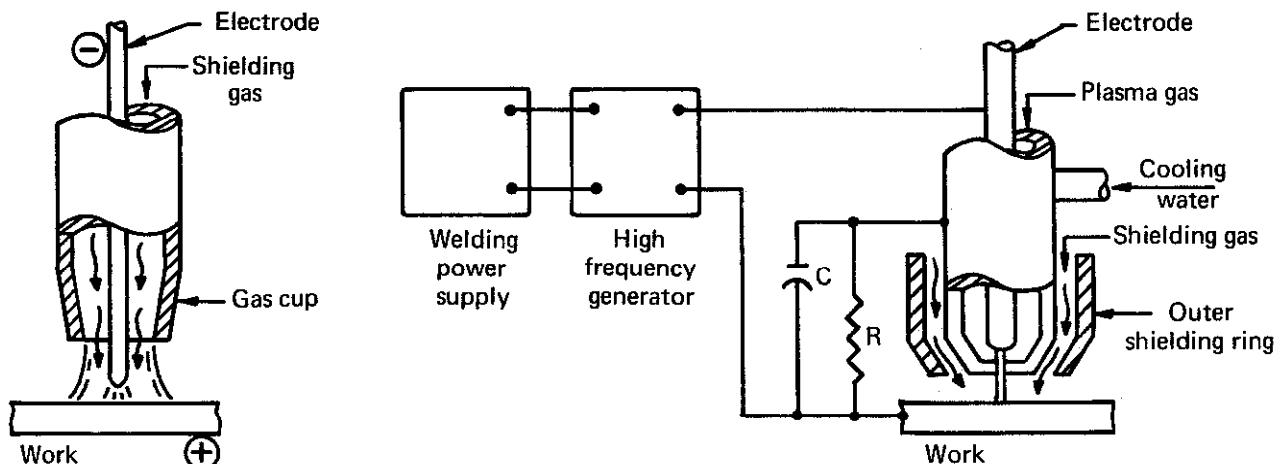 Electrode
−
Shielding
gas
Gas cup
Work
+
Welding
power
supply
High
frequency
generator
C
R
Electrode
Plasma gas
Cooling
water
Shielding gas
Outer
shielding ring
Work